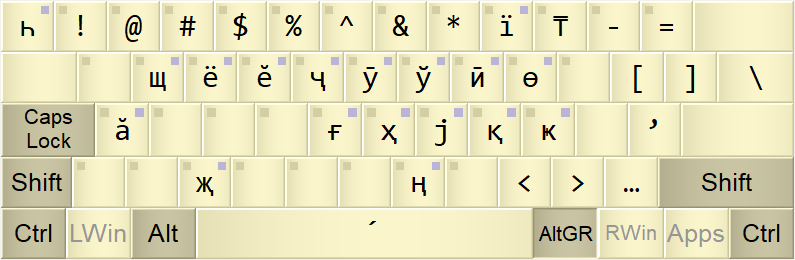 Һ ! @ # $ % ^ & * ї ₸ - =
щ ё ӗ ҷ ӯ ў ӣ ө [ ] \
Caps Lock ӑ ғ ҳ ј қ ҝ ’
Shift җ ң < > … Shift
Ctrl LWin Alt ´ AltGR RWin Apps Ctrl